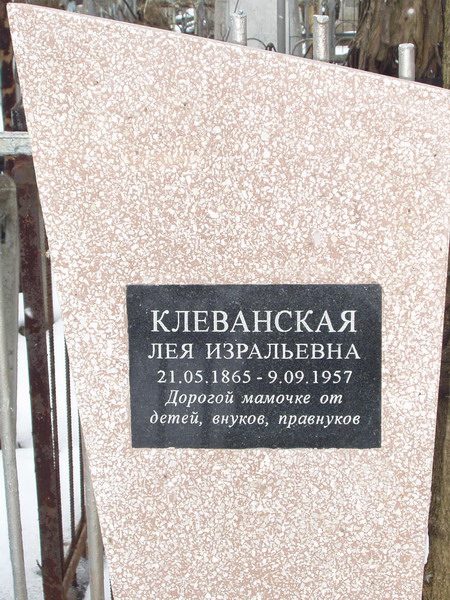 КЛЕВАНСКАЯ
ЛЕЯ ИЗРАЛЬЕВНА
21.05.1865 - 9.09.1957
Дорогой мамочке от
детей, внуков, правнуков